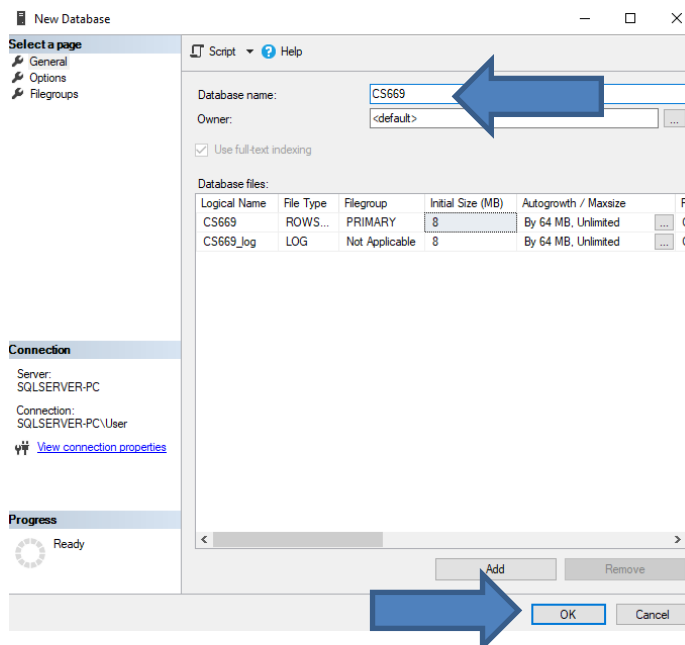 New Database
Select a page
General
Options
Filegroups
Script Help
Database name: CS669
Owner: <default> ...
Use full-text indexing
Database files:
Logical Name File Type Filegroup Initial Size (MB) Autogrowth / Maxsize
CS669 ROWS... PRIMARY 8 By 64 MB, Unlimited ...
CS669_log LOG Not Applicable 8 By 64 MB, Unlimited ...
Connection
Server:
SQLSERVER-PC
Connection:
SQLSERVER-PC\User
View connection properties
Progress
Ready
Add Remove
OK Cancel